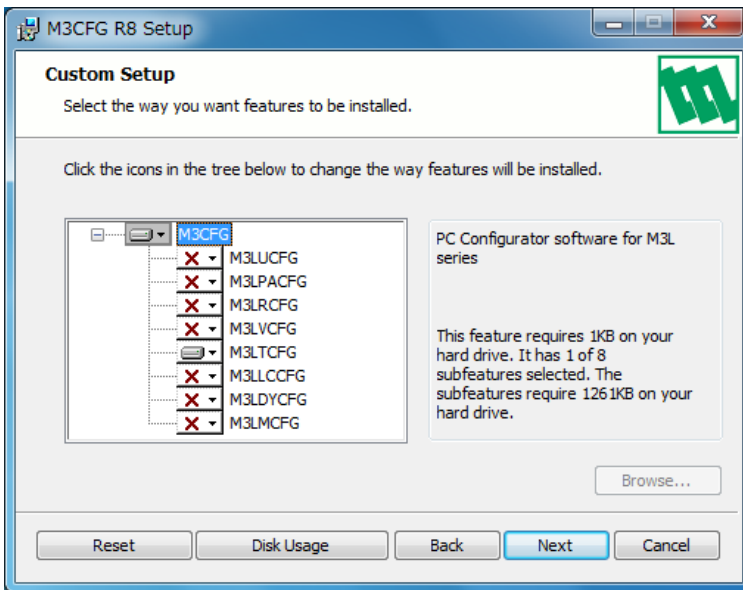 M3CFG R8 Setup
Custom Setup
Select the way you want features to be installed.
Click the icons in the tree below to change the way features will be installed.
M3CFG
M3LUCFG
M3LPACFG
M3LRCFG
M3LVCFG
M3LTCFG
M3LLCCFG
M3LDYCFG
M3LMCFG
PC Configurator software for M3L
series
This feature requires 1KB on your
hard drive. It has 1 of 8
subfeatures selected. The
subfeatures require 1261KB on your
hard drive.
Browse...
Reset
Disk Usage
Back
Next
Cancel